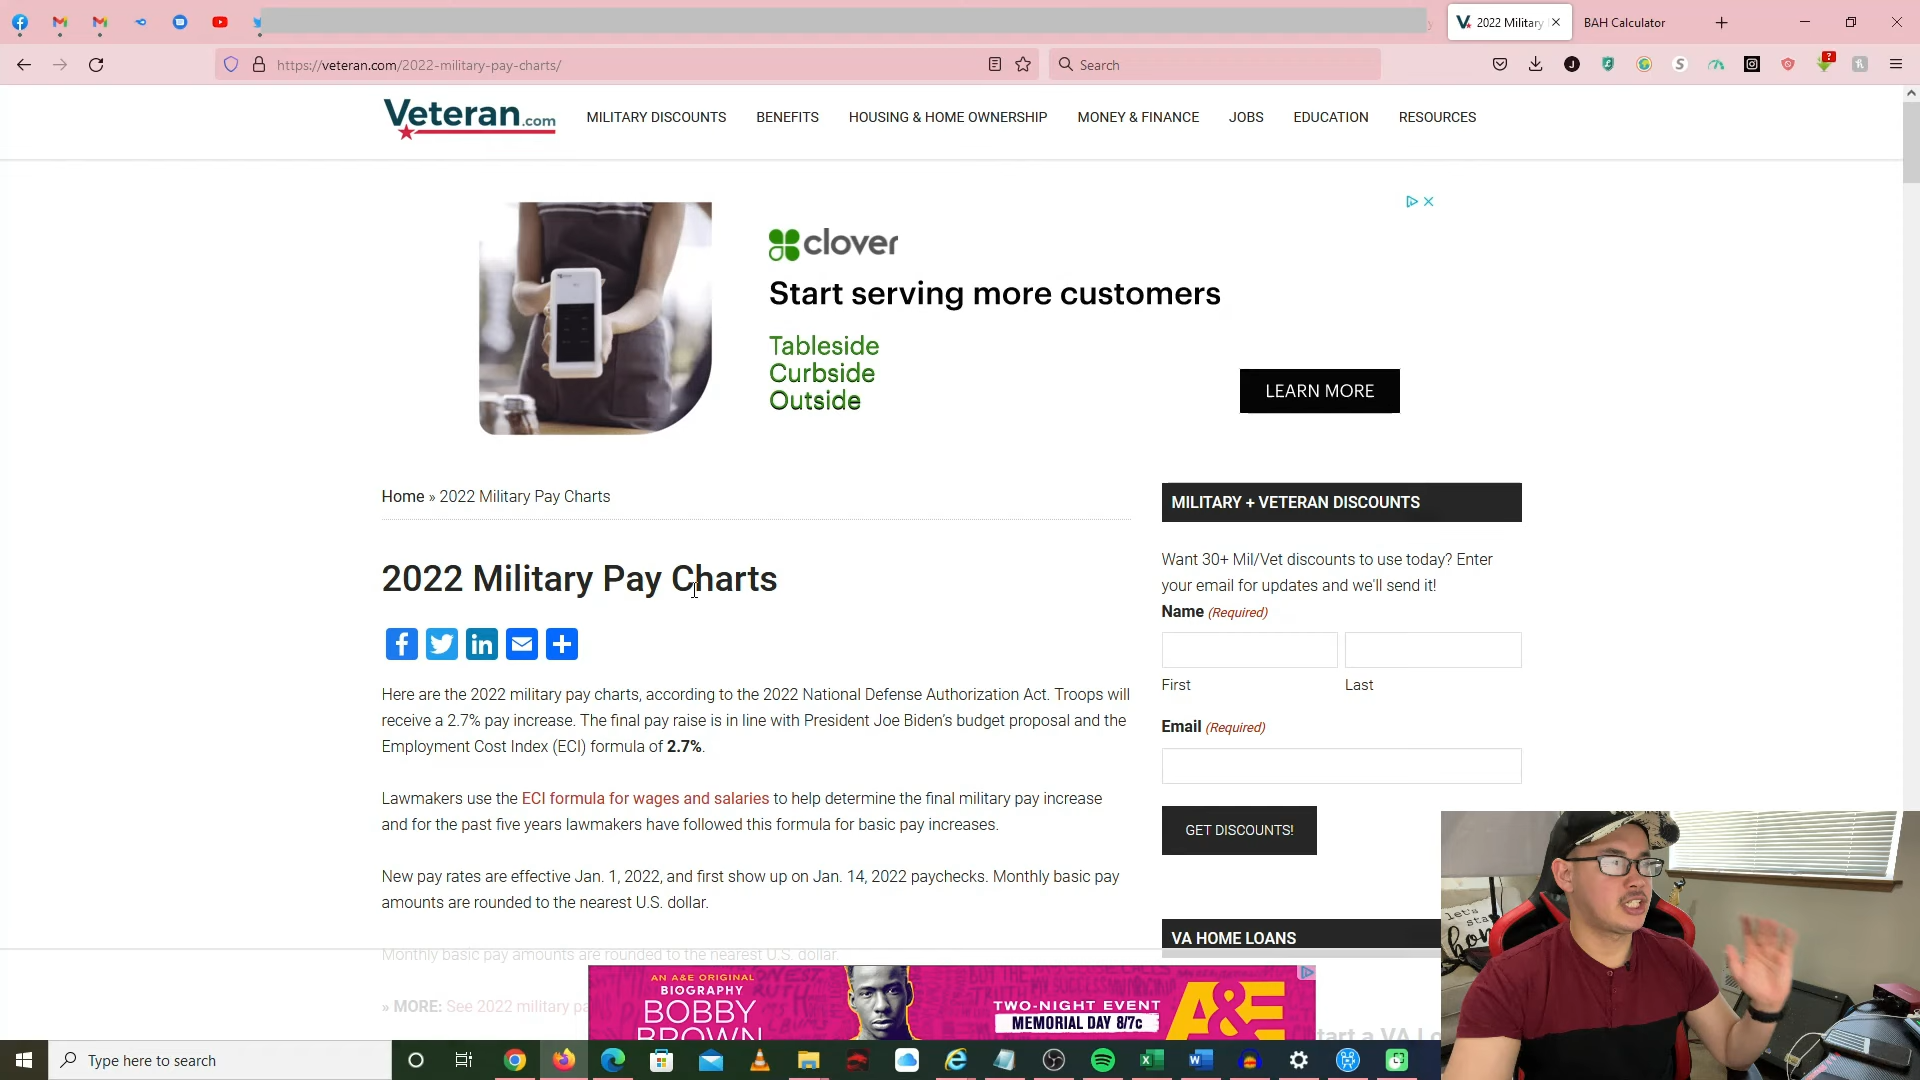 2022 Military
BAH Calculator
https://veteran.com/2022-military-pay-charts/
Search
Veteran.com
MILITARY DISCOUNTS
BENEFITS
HOUSING & HOME OWNERSHIP
MONEY & FINANCE
JOBS
EDUCATION
RESOURCES
clover
Start serving more customers
Tableside
Curbside
Outside
LEARN MORE
Home » 2022 Military Pay Charts
2022 Military Pay Charts
Here are the 2022 military pay charts, according to the 2022 National Defense Authorization Act. Troops will
receive a 2.7% pay increase. The final pay raise is in line with President Joe Biden's budget proposal and the
Employment Cost Index (ECI) formula of 2.7%.
Lawmakers use the ECI formula for wages and salaries to help determine the final military pay increase
and for the past five years lawmakers have followed this formula for basic pay increases.
New pay rates are effective Jan. 1, 2022, and first show up on Jan. 14, 2022 paychecks. Monthly basic pay
amounts are rounded to the nearest U.S. dollar.
Monthly basic pay amounts are rounded to the nearest U.S. dollar.
» MORE: See 2022 military pa
MILITARY + VETERAN DISCOUNTS
Want 30+ Mil/Vet discounts to use today? Enter
your email for updates and we'll send it!
Name (Required)
First
Last
Email (Required)
GET DISCOUNTS!
VA HOME LOANS
tart a VA Lo
AN A&E ORIGINAL
BIOGRAPHY
BOBBY
BROWN
TWO-NIGHT EVENT
MEMORIAL DAY 8/7c
A&E
let's
sta
Type here to search